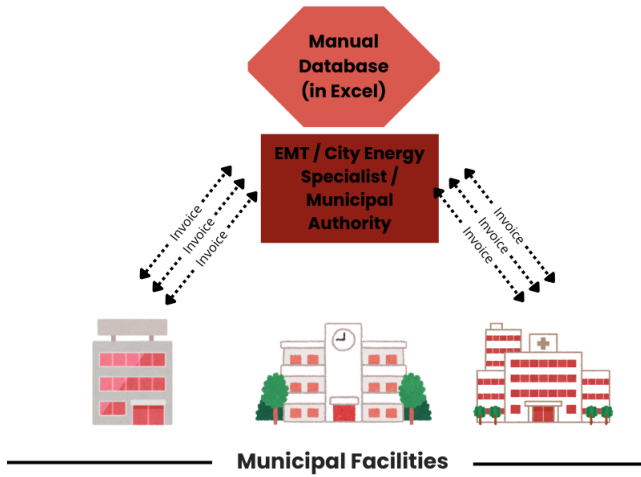 Manual
Database
(in Excel)
EMT / City Energy
Specialist /
Municipal
Authority
Invoice
Invoice
Invoice
Invoice
Invoice
Invoice
Municipal Facilities